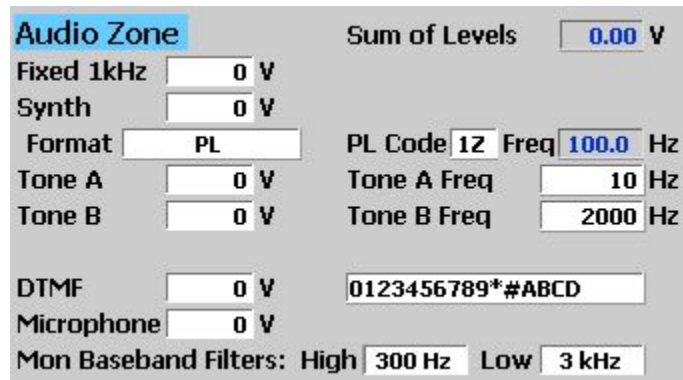 Audio Zone Sum of Levels 0.00 V
Fixed 1kHz 0 V
Synth 0 V
Format PL PL Code 1Z Freq 100.0 Hz
Tone A 0 V Tone A Freq 10 Hz
Tone B 0 V Tone B Freq 2000 Hz
DTMF 0 V 0123456789*#ABCD
Microphone 0 V
Mon Baseband Filters: High 300 Hz Low 3 kHz